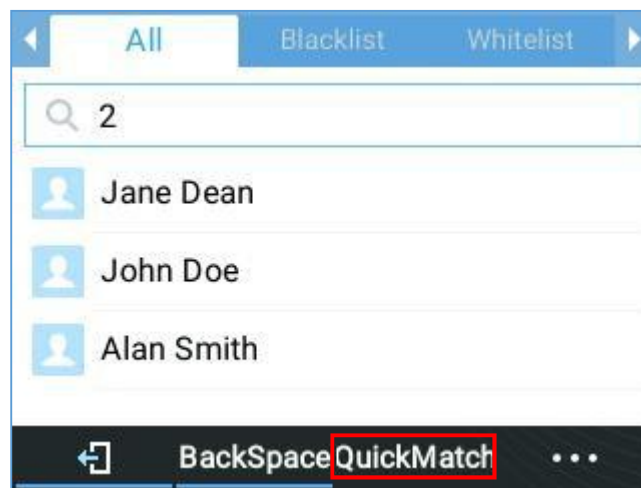 All Blacklist Whitelist
2
Jane Dean
John Doe
Alan Smith
BackSpace QuickMatch ...